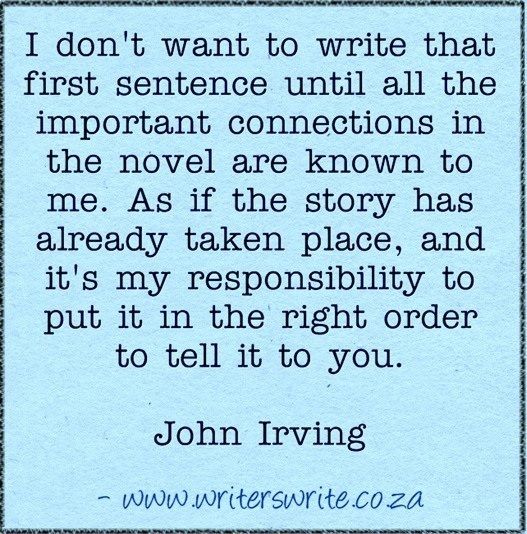 I don't want to write that
first sentence until all the
important connections in
the novel are known to
me. As if the story has
already taken place, and
it's my responsibility to
put it in the right order
to tell it to you.
John Irving
- www.writerswrite.co.za